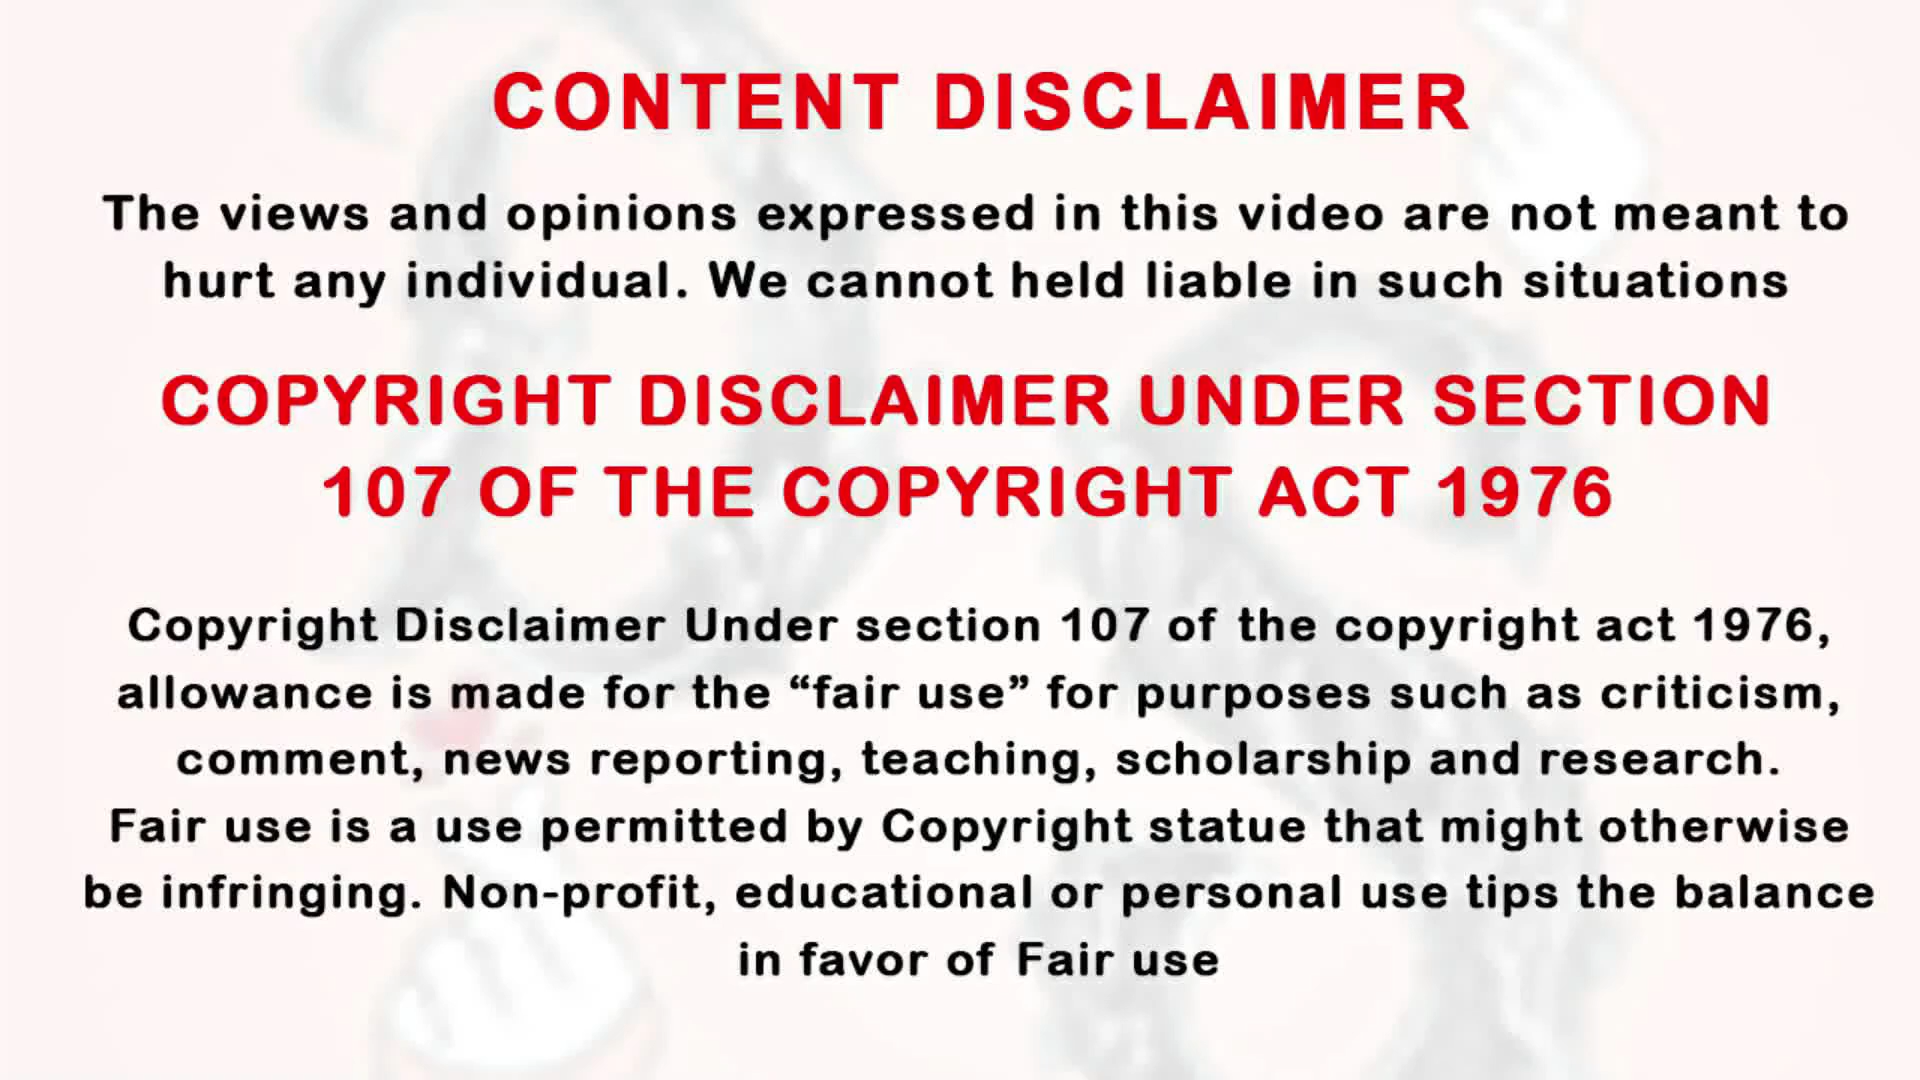 CONTENT DISCLAIMER
The views and opinions expressed in this video are not meant to
hurt any individual. We cannot held liable in such situations
COPYRIGHT DISCLAIMER UNDER SECTION
107 OF THE COPYRIGHT ACT 1976
Copyright Disclaimer Under section 107 of the copyright act 1976,
allowance is made for the “fair use” for purposes such as criticism,
comment, news reporting, teaching, scholarship and research.
Fair use is a use permitted by Copyright statue that might otherwise
be infringing. Non-profit, educational or personal use tips the balance
in favor of Fair use